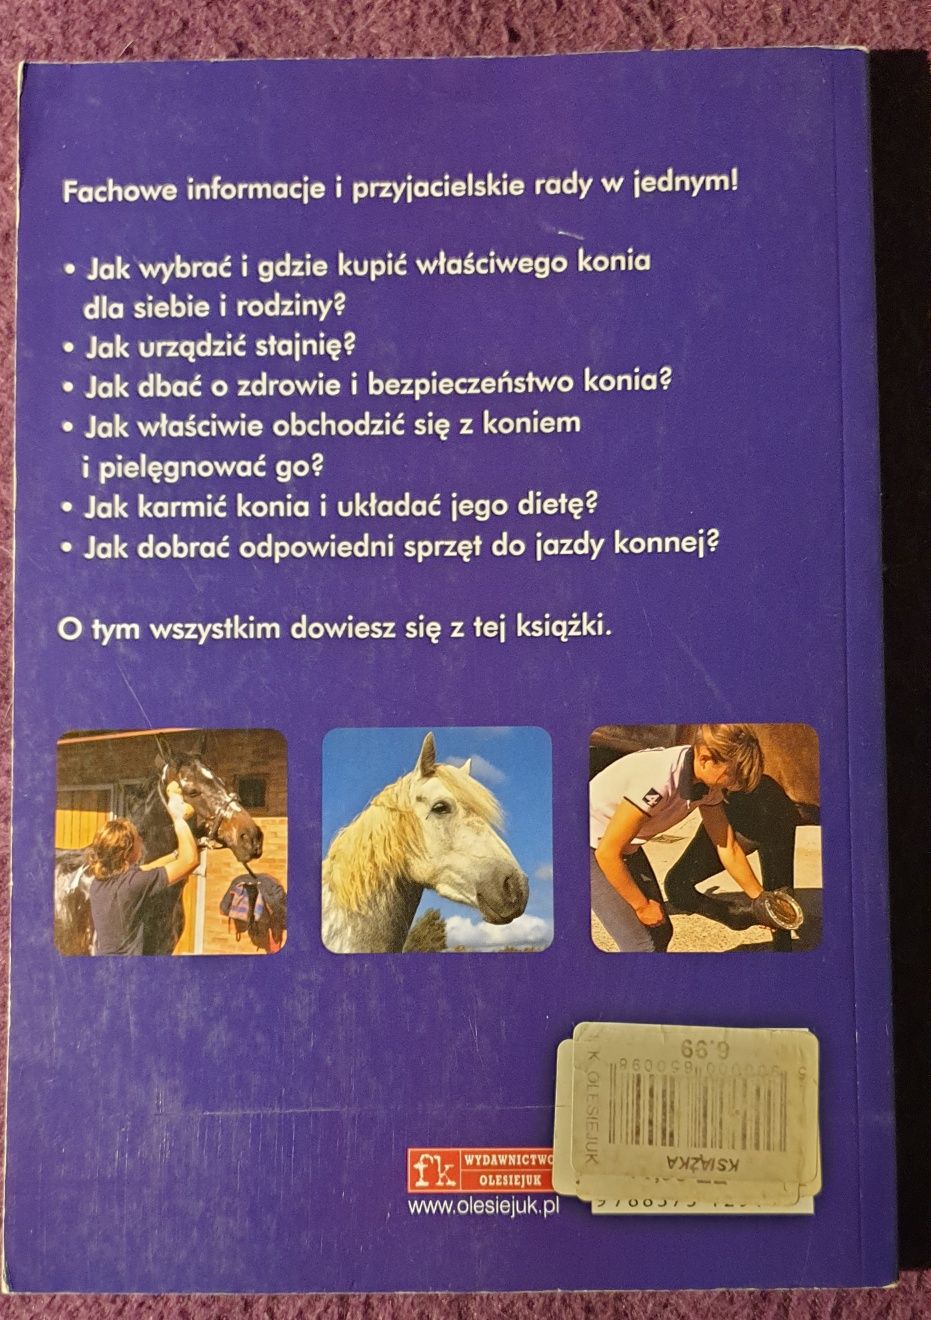 Fachowe informacje i przyjacielskie rady w jednym!
• Jak wybrać i gdzie kupić właściwego konia
dla siebie i rodziny?
• Jak urządzić stajnię?
• Jak dbać o zdrowie i bezpieczeństwo konia?
• Jak właściwie obchodzić się z koniem
i pielęgnować go?
• Jak karmić konia i układać jego dietę?
• Jak dobrać odpowiedni sprzęt do jazdy konnej?
O tym wszystkim dowiesz się z tej książki.
4
6.99
K. OLESIEJUK
KSIĄŻKA
fk WYDAWNICTWO
OLESIEJUK
www.olesiejuk.pl